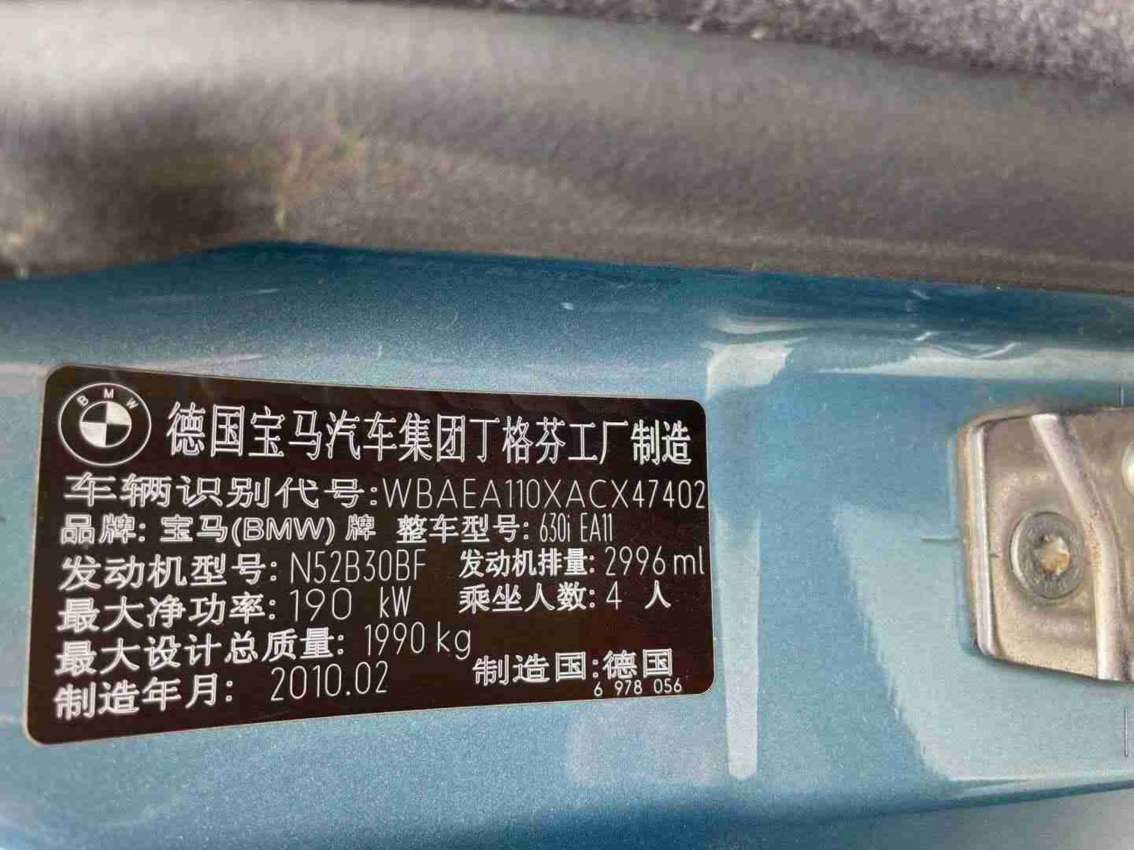 BMW
德国宝马汽车集团丁格芬工厂制造
车辆识别代号:WBAEA110XACX47402
品牌: 宝马(BMW)牌 整车型号: 630i EA11
发动机型号: N52B30BF 发动机排量: 2996ml
最大净功率: 190 kW 乘坐人数: 4 人
最大设计总质量: 1990 kg
制造年月: 2010.02 制造国:德国
6 978 056